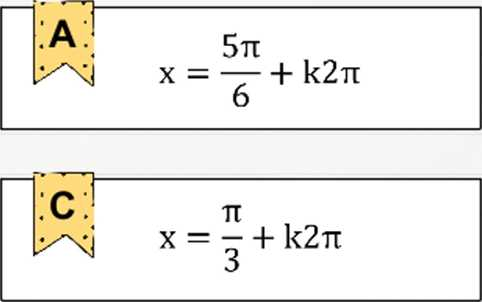 A
x = 5π/6 + k2π
C
x = π/3 + k2π